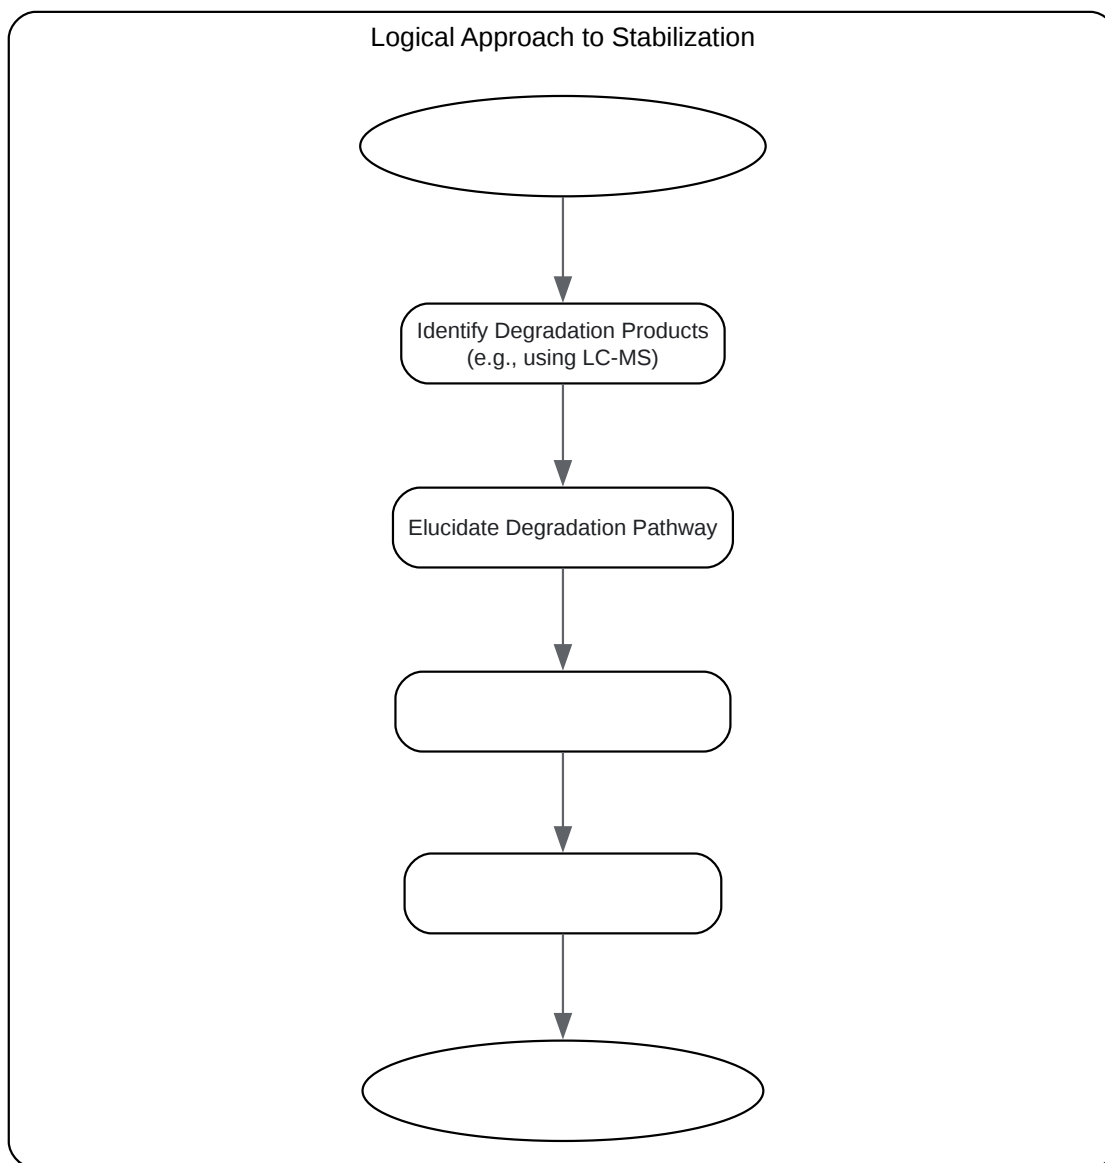 Logical Approach to Stabilization
Identify Degradation Products
(e.g., using LC-MS)
Elucidate Degradation Pathway